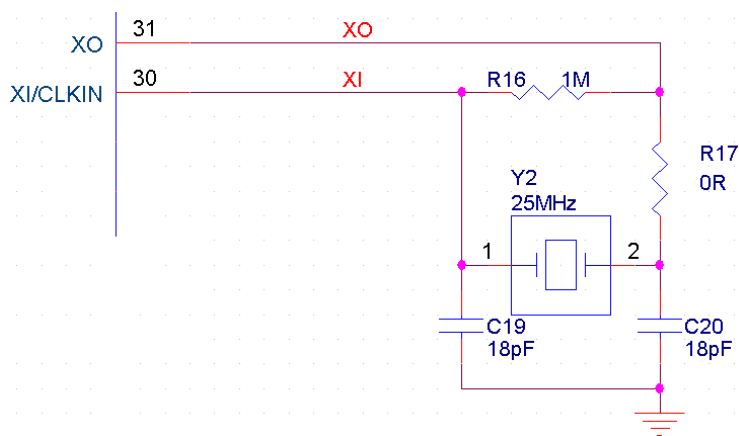 XO 31 XO
XI/CLKIN 30 XI
R16 1M
R17
0R
Y2
25MHz
1 2
C19
18pF
C20
18pF